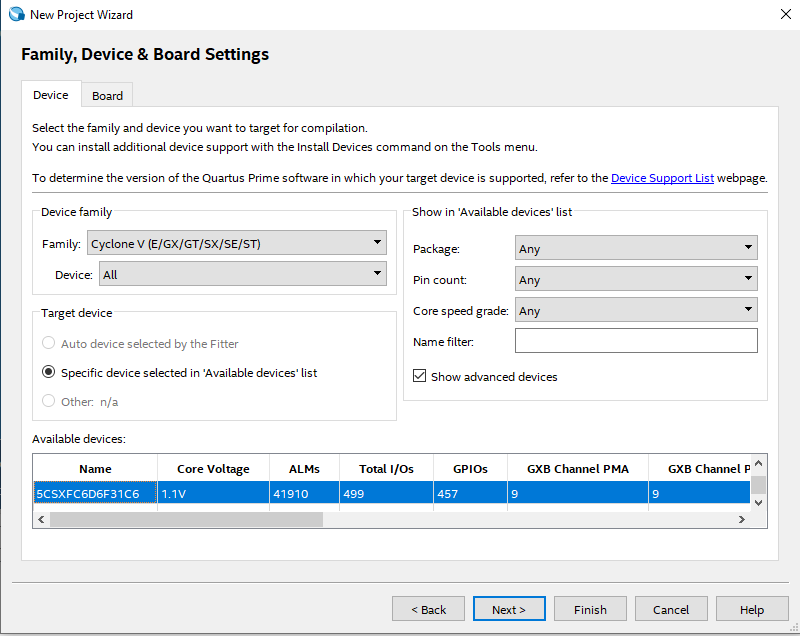 New Project Wizard
Family, Device & Board Settings
Device Board
Select the family and device you want to target for compilation.
You can install additional device support with the Install Devices command on the Tools menu.
To determine the version of the Quartus Prime software in which your target device is supported, refer to the Device Support List webpage.
Device family
Family: Cyclone V (E/GX/GT/SX/SE/ST)
Device: All
Target device
Auto device selected by the Fitter
Specific device selected in 'Available devices' list
Other: n/a
Show in 'Available devices' list
Package: Any
Pin count: Any
Core speed grade: Any
Name filter:
Show advanced devices
Available devices:
Name Core Voltage ALMs Total I/Os GPIOs GXB Channel PMA GXB Channel P
5CSXFC6D6F31C6 1.1V 41910 499 457 9 9
< Back Next > Finish Cancel Help